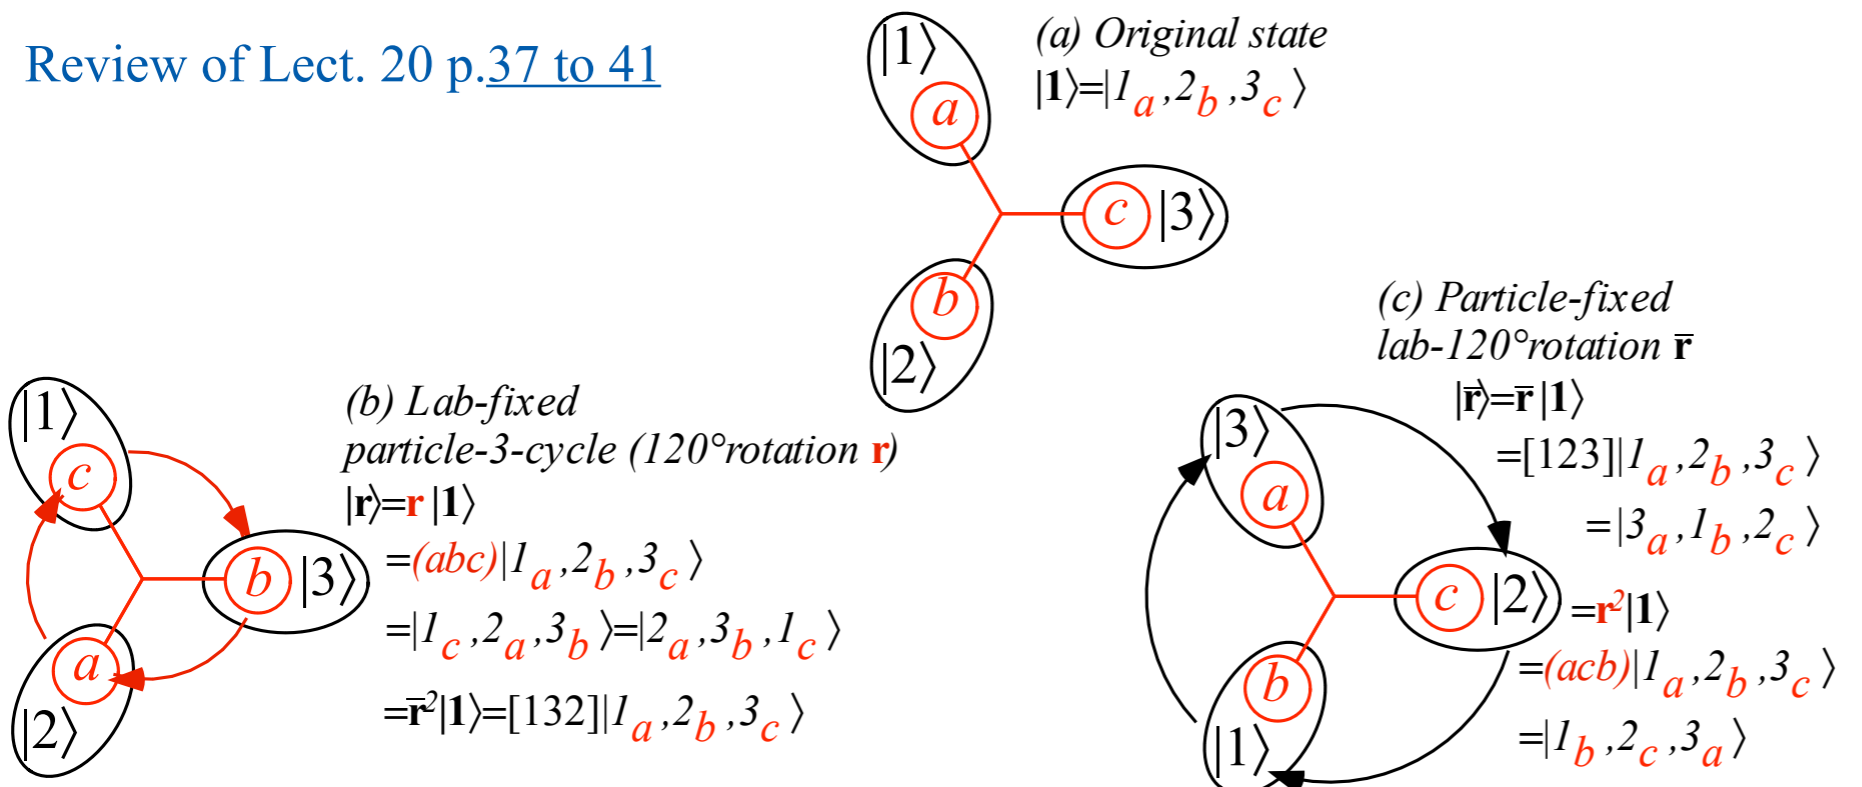 Review of Lect. 20 p.37 to 41
(a) Original state
|1⟩=|1a,2b,3c⟩
|1⟩
a
c |3⟩
b
|2⟩
(b) Lab-fixed
particle-3-cycle (120°rotation r)
|r⟩=r|1⟩
=(abc)|1a,2b,3c⟩
=|1c,2a,3b⟩=|2a,3b,1c⟩
=r̄²|1⟩=[132]|1a,2b,3c⟩
|1⟩
c
b |3⟩
a
|2⟩
(c) Particle-fixed
lab-120°rotation r̄
|r̄⟩=r̄|1⟩
=[123]|1a,2b,3c⟩
=|3a,1b,2c⟩
=r²|1⟩
=(acb)|1a,2b,3c⟩
=|1b,2c,3a⟩
|3⟩
a
c |2⟩
b
|1⟩